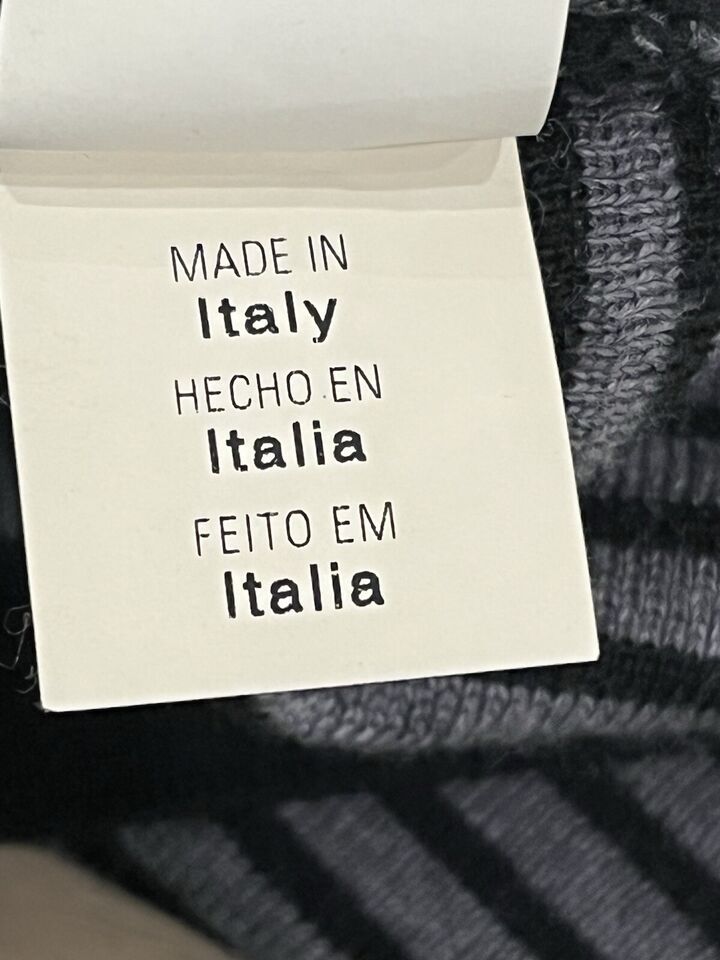 MADE IN
Italy
HECHO EN
Italia
FEITO EM
Italia